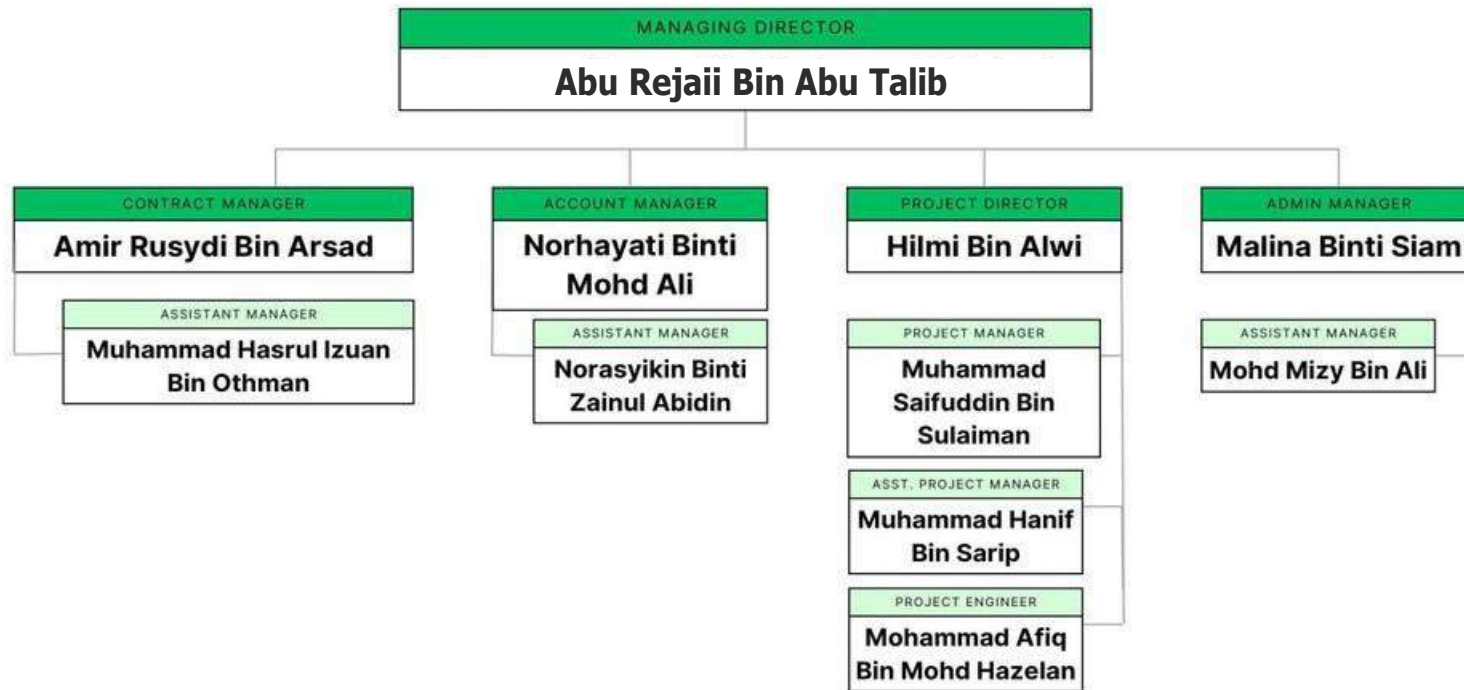 MANAGING DIRECTOR
Abu Rejaii Bin Abu Talib
CONTRACT MANAGER
Amir Rusydi Bin Arsad
ASSISTANT MANAGER
Muhammad Hasrul Izuan
Bin Othman
ACCOUNT MANAGER
Norhayati Binti
Mohd Ali
ASSISTANT MANAGER
Norasyikin Binti
Zainul Abidin
PROJECT DIRECTOR
Hilmi Bin Alwi
PROJECT MANAGER
Muhammad
Saifuddin Bin
Sulaiman
ASST. PROJECT MANAGER
Muhammad Hanif
Bin Sarip
PROJECT ENGINEER
Mohammad Afiq
Bin Mohd Hazelan
ADMIN MANAGER
Malina Binti Siam
ASSISTANT MANAGER
Mohd Mizy Bin Ali